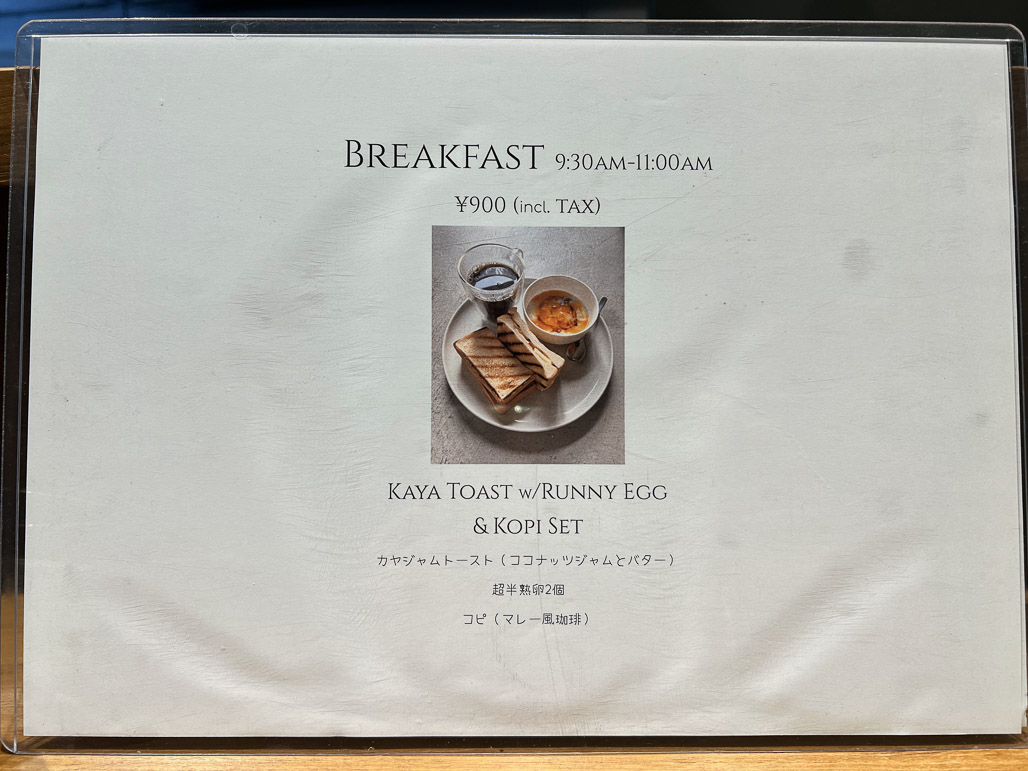 BREAKFAST 9:30AM-11:00AM
¥900 (incl. TAX)
KAYA TOAST W/RUNNY EGG
& KOPI SET
カヤジャムトースト（ココナッツジャムとバター）
超半熟卵2個
コピ（マレー風珈琲）